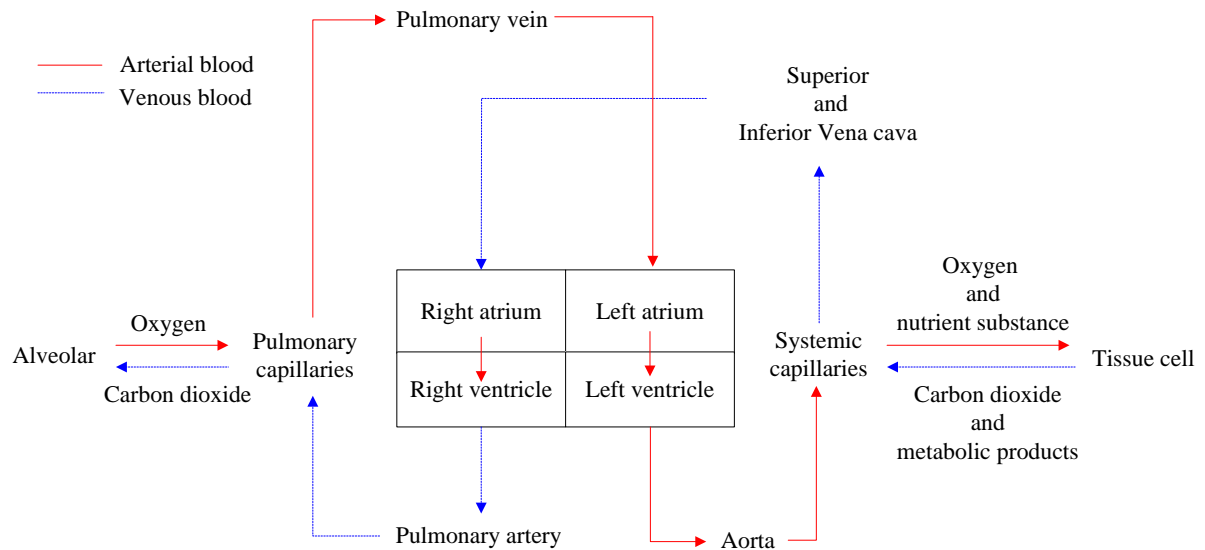 Pulmonary vein
Arterial blood
Venous blood
Superior
and
Inferior Vena cava
Right atrium
Left atrium
Right ventricle
Left ventricle
Alveolar
Oxygen
Carbon dioxide
Pulmonary
capillaries
Systemic
capillaries
Oxygen
and
nutrient substance
Tissue cell
Carbon dioxide
and
metabolic products
Pulmonary artery
Aorta